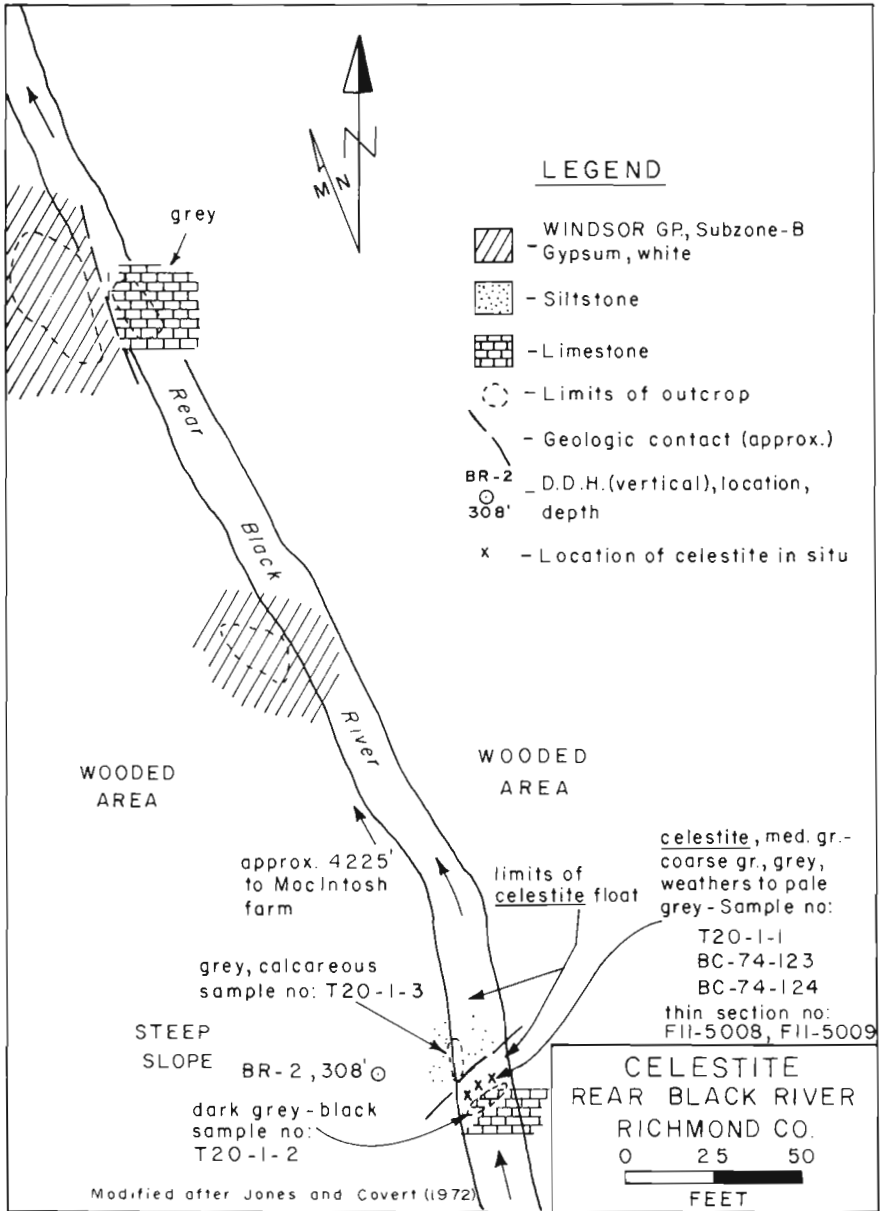 grey
N
MN
LEGEND
WINDSOR GP., Subzone-B
- Gypsum, white
- Siltstone
- Limestone
- Limits of outcrop
- Geologic contact (approx.)
BR-2
308'
- D.D.H. (vertical), location,
depth
x - Location of celestite in situ
Rear
Black
River
WOODED
AREA
WOODED
AREA
approx. 4225'
to MacIntosh
farm
limits of
celestite float
celestite, med. gr.-
coarse gr., grey,
weathers to pale
grey - Sample no:
T20-1-1
BC-74-123
BC-74-124
thin section no:
F11-5008, F11-5009
grey, calcareous
sample no: T20-1-3
STEEP
SLOPE
BR-2, 308'
x x x
dark grey-black
sample no:
T20-1-2
CELESTITE
REAR BLACK RIVER
RICHMOND CO.
0 25 50
FEET
Modified after Jones and Covert (1972)